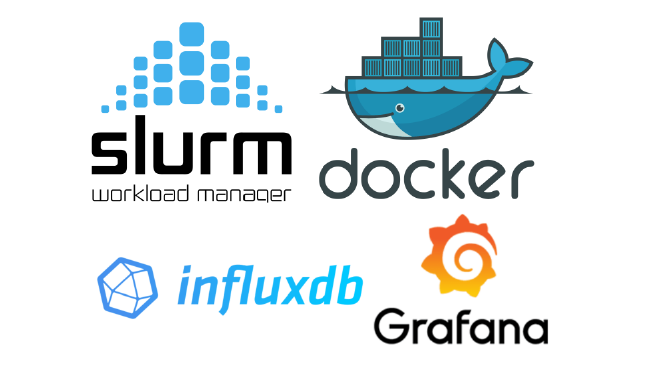 slurm
workload manager
docker
influxdb
Grafana